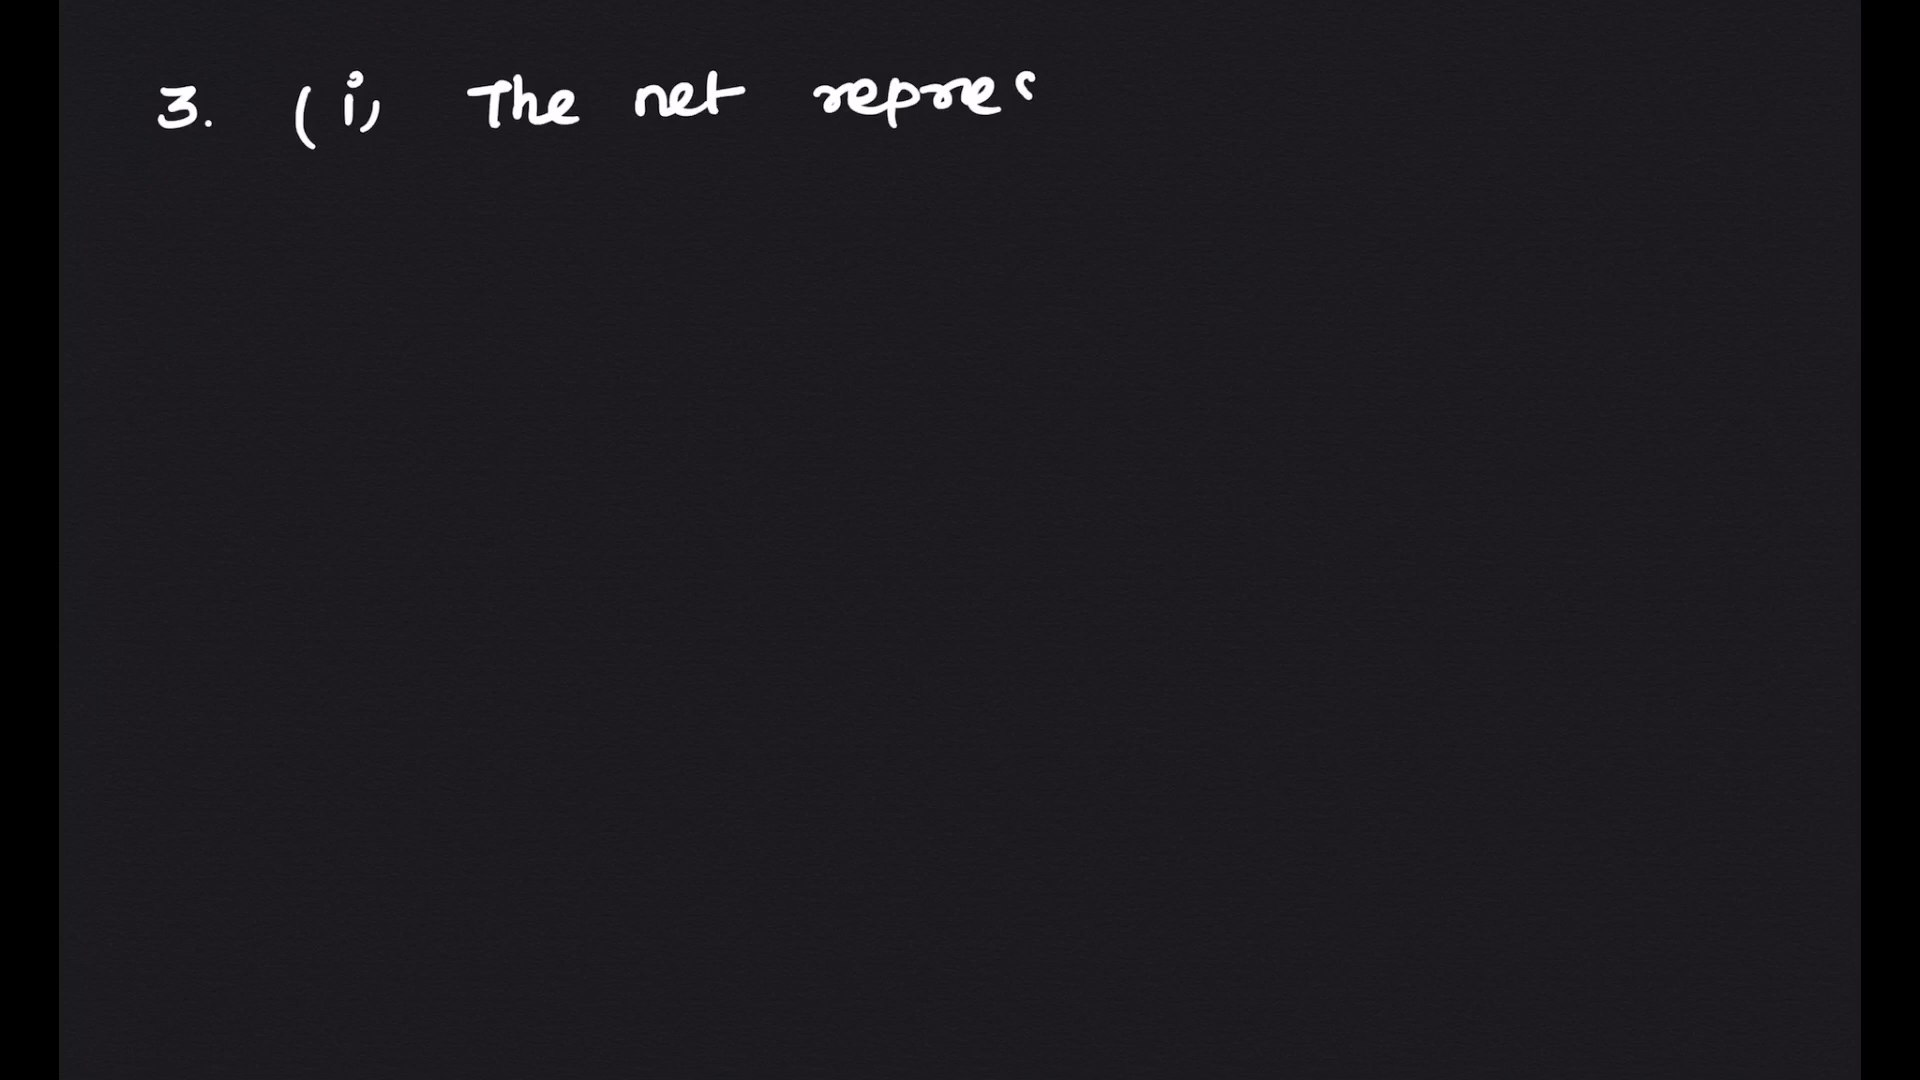 3. (i) The net repres